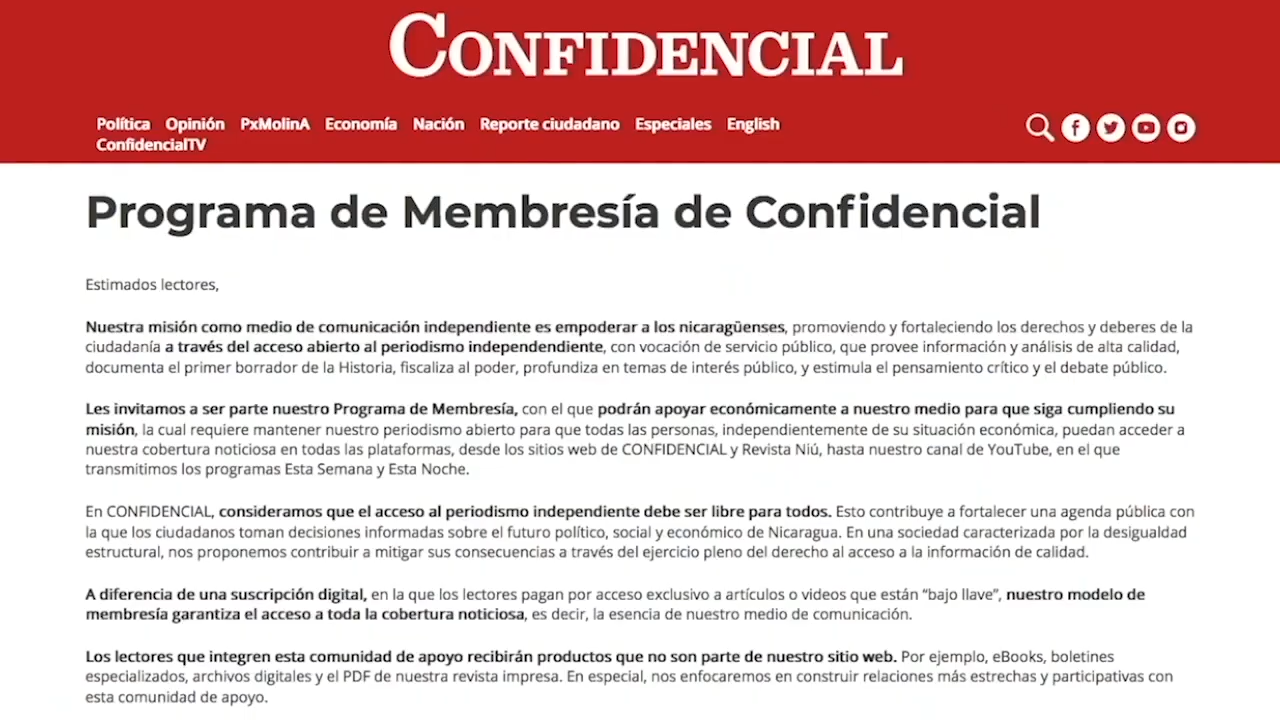 CONFIDENCIAL
Política Opinión PxMolinA Economía Nación Reporte ciudadano Especiales English
ConfidencialTV
Programa de Membresía de Confidencial
Estimados lectores,
Nuestra misión como medio de comunicación independiente es empoderar a los nicaragüenses, promoviendo y fortaleciendo los derechos y deberes de la
ciudadanía a través del acceso abierto al periodismo independendiente, con vocación de servicio público, que provee información y análisis de alta calidad,
documenta el primer borrador de la Historia, fiscaliza al poder, profundiza en temas de interés público, y estimula el pensamiento crítico y el debate público.
Les invitamos a ser parte nuestro Programa de Membresía, con el que podrán apoyar económicamente a nuestro medio para que siga cumpliendo su
misión, la cual requiere mantener nuestro periodismo abierto para que todas las personas, independientemente de su situación económica, puedan acceder a
nuestra cobertura noticiosa en todas las plataformas, desde los sitios web de CONFIDENCIAL y Revista Niú, hasta nuestro canal de YouTube, en el que
transmitimos los programas Esta Semana y Esta Noche.
En CONFIDENCIAL, consideramos que el acceso al periodismo independiente debe ser libre para todos. Esto contribuye a fortalecer una agenda pública con
la que los ciudadanos toman decisiones informadas sobre el futuro político, social y económico de Nicaragua. En una sociedad caracterizada por la desigualdad
estructural, nos proponemos contribuir a mitigar sus consecuencias a través del ejercicio pleno del derecho al acceso a la información de calidad.
A diferencia de una suscripción digital, en la que los lectores pagan por acceso exclusivo a artículos o videos que están “bajo llave”, nuestro modelo de
membresía garantiza el acceso a toda la cobertura noticiosa, es decir, la esencia de nuestro medio de comunicación.
Los lectores que integren esta comunidad de apoyo recibirán productos que no son parte de nuestro sitio web. Por ejemplo, eBooks, boletines
especializados, archivos digitales y el PDF de nuestra revista impresa. En especial, nos enfocaremos en construir relaciones más estrechas y participativas con
esta comunidad de apoyo.